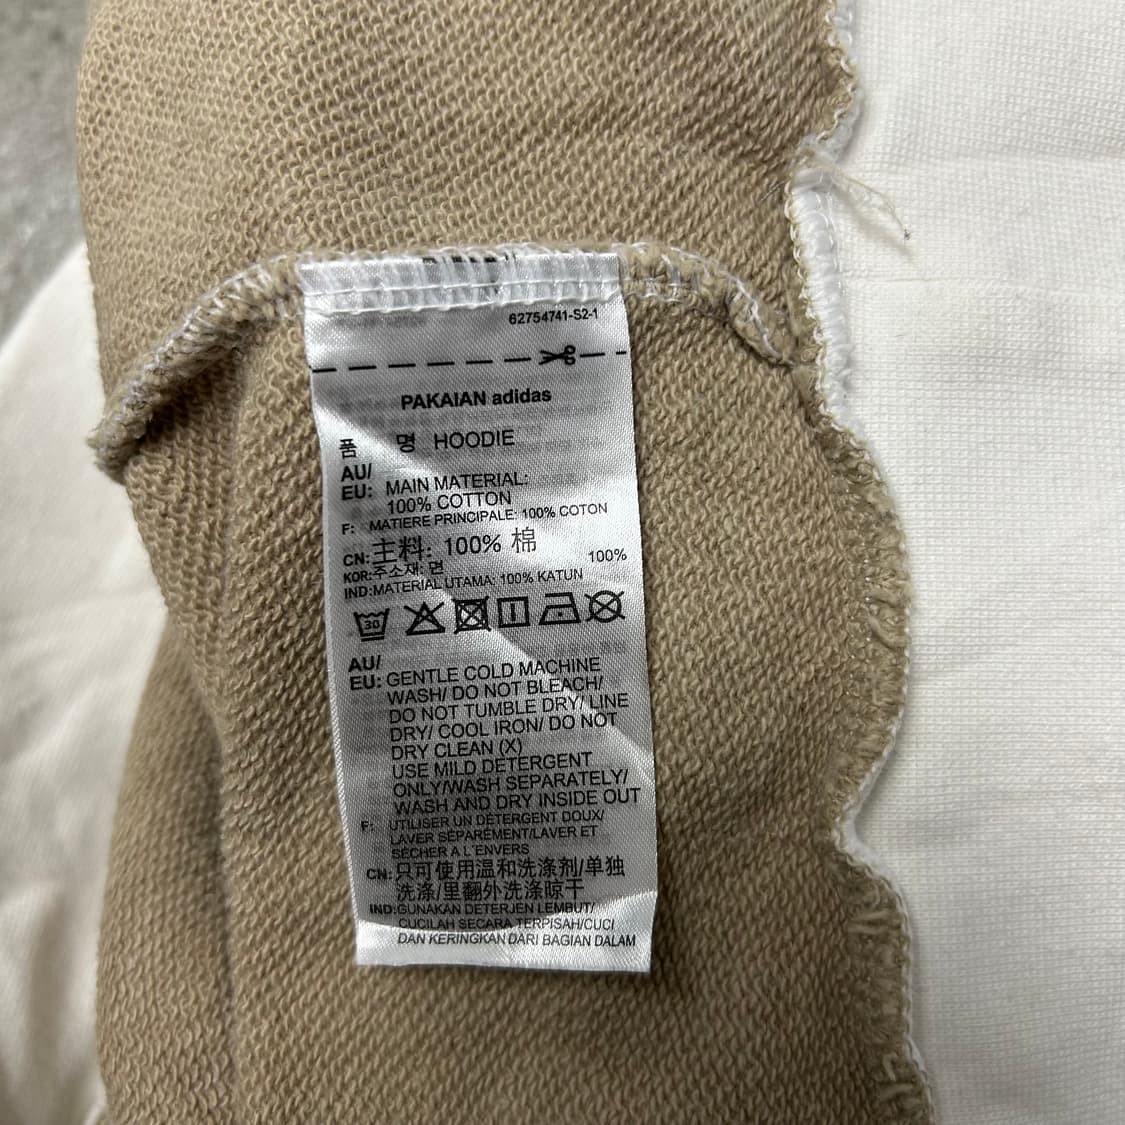 62754741-S2-1
PAKAIAN adidas
품 명 HOODIE
AU/
EU: MAIN MATERIAL:
100% COTTON
F: MATIERE PRINCIPALE: 100% COTON
CN: 主料: 100% 棉
KOR: 주소재: 면 100%
IND: MATERIAL UTAMA: 100% KATUN
30
AU/
EU: GENTLE COLD MACHINE
WASH/ DO NOT BLEACH/
DO NOT TUMBLE DRY/ LINE
DRY/ COOL IRON/ DO NOT
DRY CLEAN (X)
USE MILD DETERGENT
ONLY/WASH SEPARATELY/
WASH AND DRY INSIDE OUT
F: UTILISER UN DÉTERGENT DOUX/
LAVER SÉPARÉMENT/LAVER ET
SÉCHER A L'ENVERS
CN: 只可使用温和洗涤剂/单独
洗涤/里翻外洗涤晾干
IND: GUNAKAN DETERJEN LEMBUT/
CUCILAH SECARA TERPISAH/CUCI
DAN KERINGKAN DARI BAGIAN DALAM